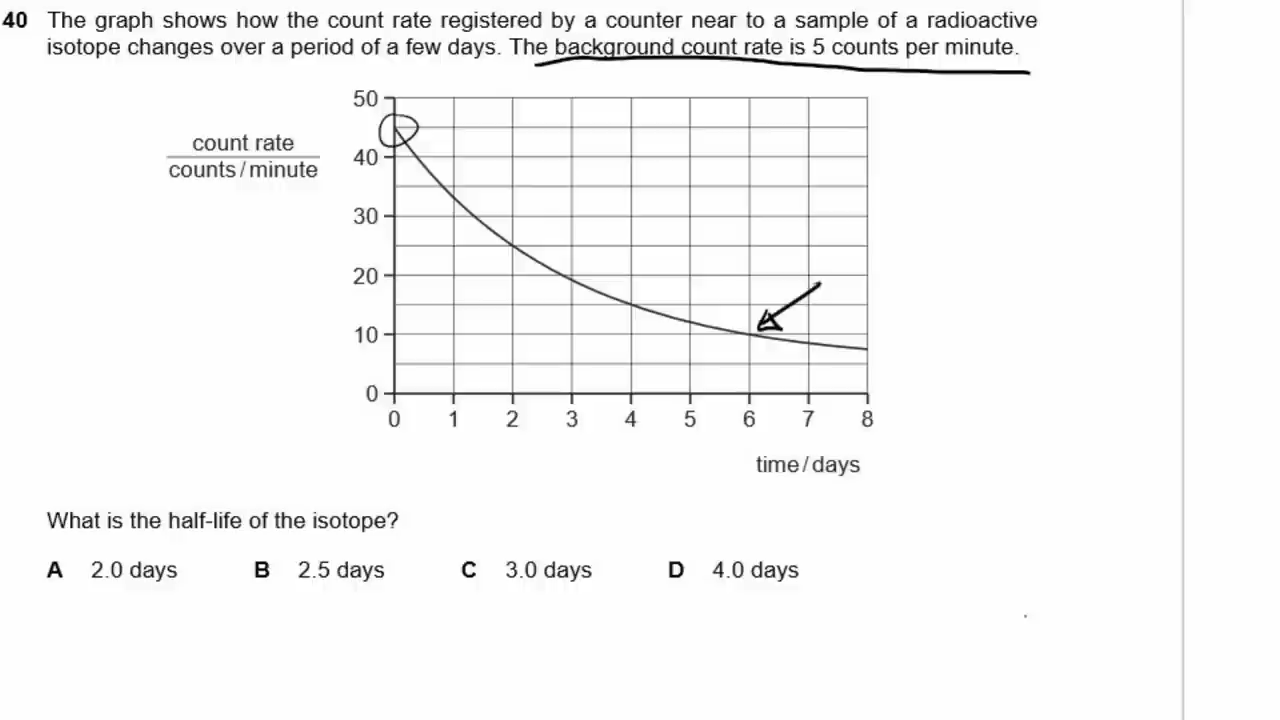 40 The graph shows how the count rate registered by a counter near to a sample of a radioactive
isotope changes over a period of a few days. The background count rate is 5 counts per minute.
50
count rate
counts / minute
40
30
20
10
0
0 1 2 3 4 5 6 7 8
time / days
What is the half-life of the isotope?
A 2.0 days B 2.5 days C 3.0 days D 4.0 days